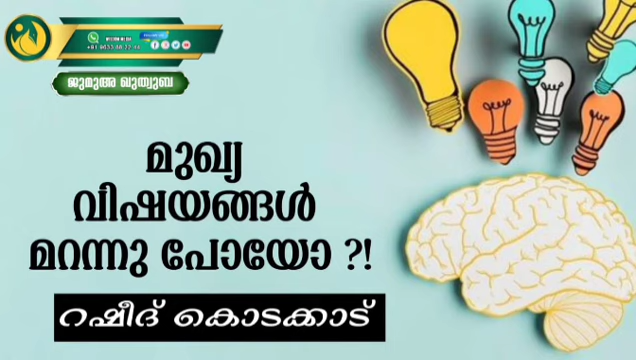 ജുമുഅ ഖുത്വുബ
മുഖ്യ
വിഷയങ്ങൾ
മറന്നു പോയോ ?!
റഷീദ് കൊടക്കാട്